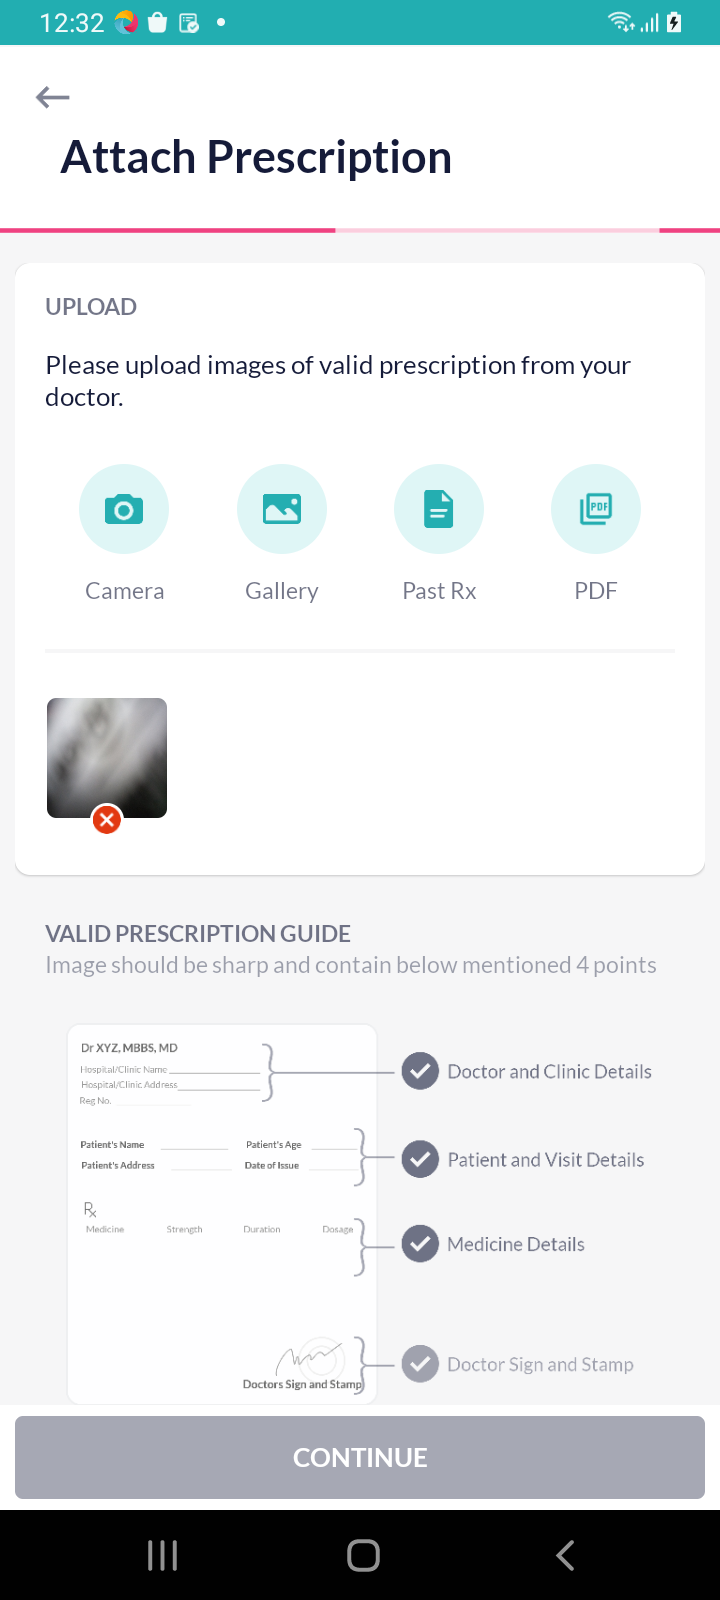 12:32
Attach Prescription
UPLOAD
Please upload images of valid prescription from your
doctor.
Camera Gallery Past Rx PDF
VALID PRESCRIPTION GUIDE
Image should be sharp and contain below mentioned 4 points
Dr XYZ, MBBS, MD
Hospital/Clinic Name
Hospital/Clinic Address
Reg No.
Doctor and Clinic Details
Patient's Name Patient's Age
Patient's Address Date of Issue
Patient and Visit Details
Rx
Medicine Strength Duration Dosage
Medicine Details
Doctors Sign and Stamp
Doctor Sign and Stamp
CONTINUE